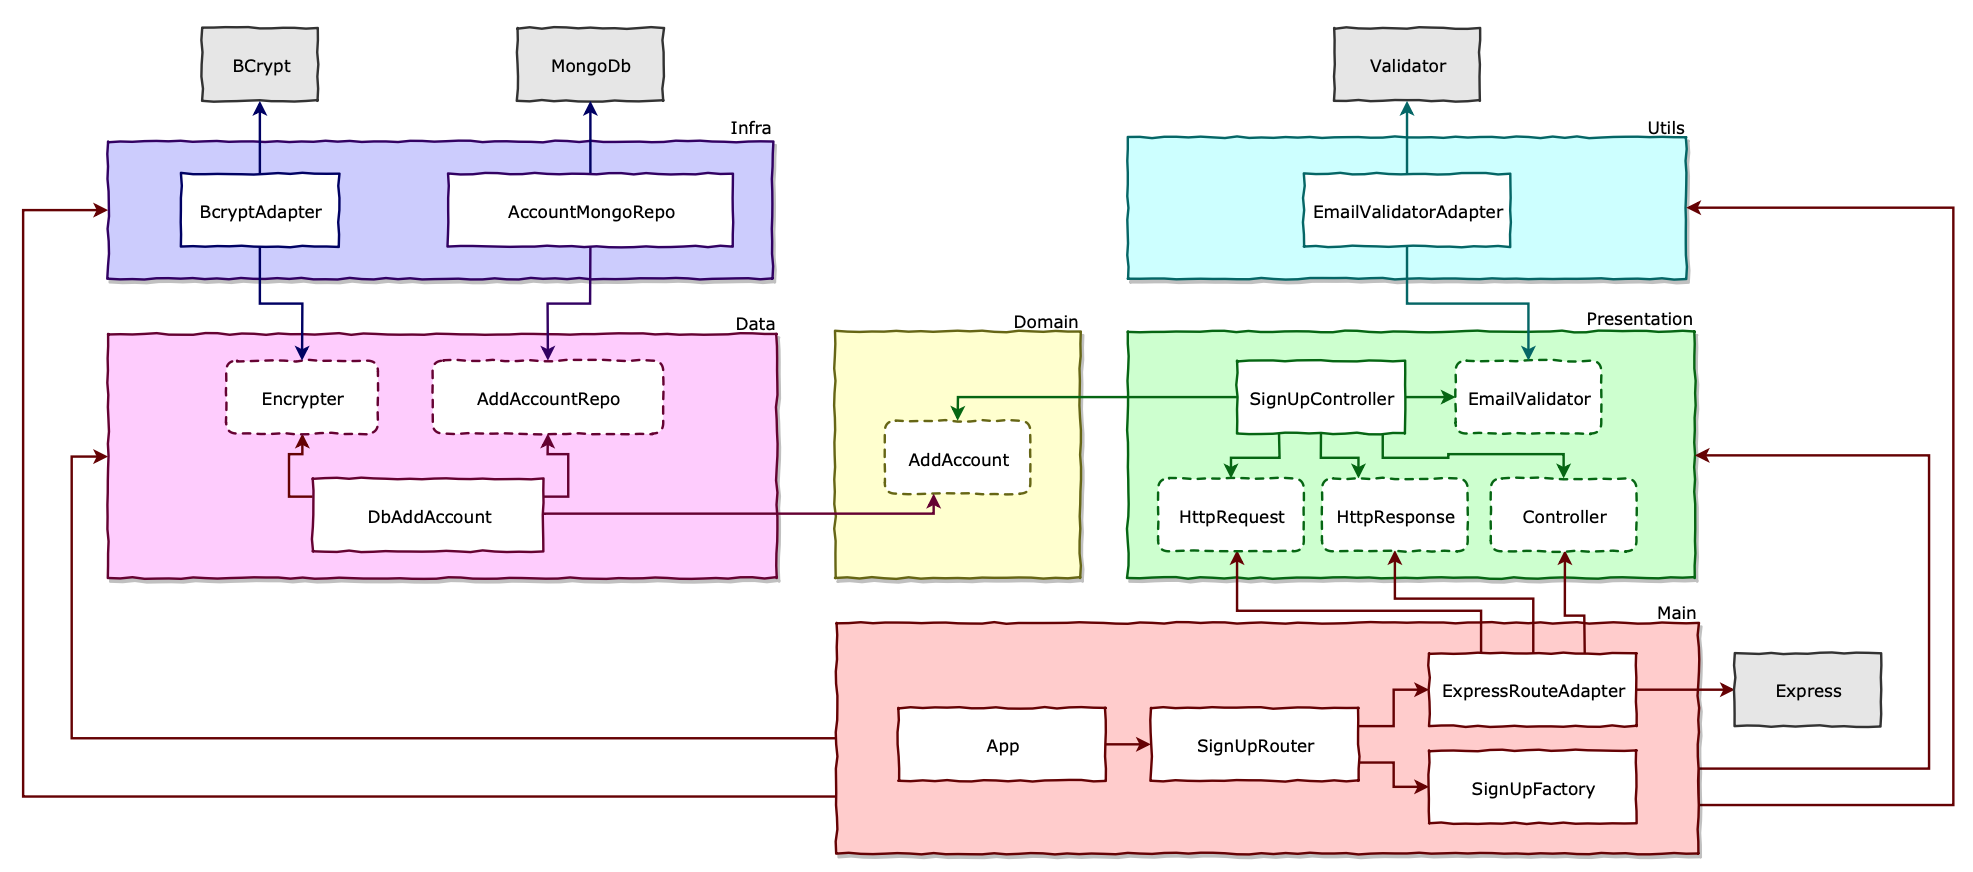 BCrypt
MongoDb
Validator
Infra
Utils
BcryptAdapter
AccountMongoRepo
EmailValidatorAdapter
Data
Domain
Presentation
Encrypter
AddAccountRepo
SignUpController
EmailValidator
AddAccount
DbAddAccount
HttpRequest
HttpResponse
Controller
Main
ExpressRouteAdapter
Express
App
SignUpRouter
SignUpFactory